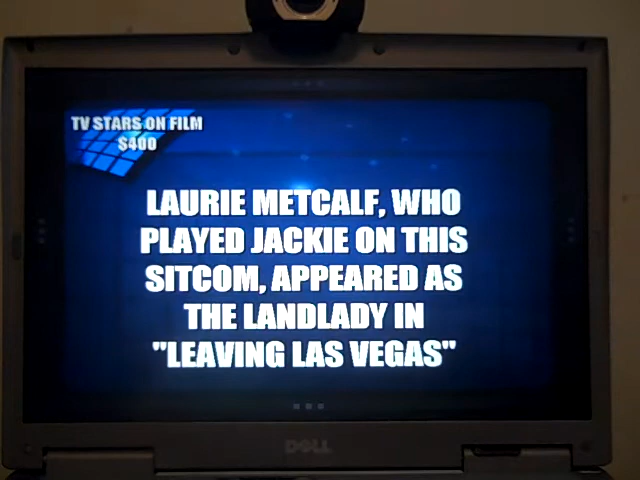 TV STARS ON FILM
$400
LAURIE METCALF, WHO
PLAYED JACKIE ON THIS
SITCOM, APPEARED AS
THE LANDLADY IN
"LEAVING LAS VEGAS"
DELL